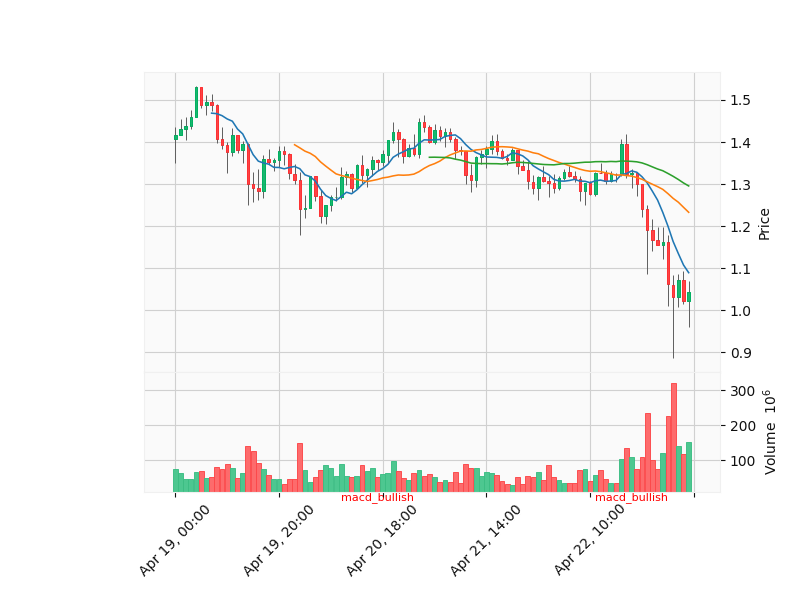 1.5
1.4
1.3
1.2
1.1
1.0
0.9
Price
300
200
100
Volume 10^6
macd_bullish
macd_bullish
Apr 19, 00:00
Apr 19, 20:00
Apr 20, 18:00
Apr 21, 14:00
Apr 22, 10:00